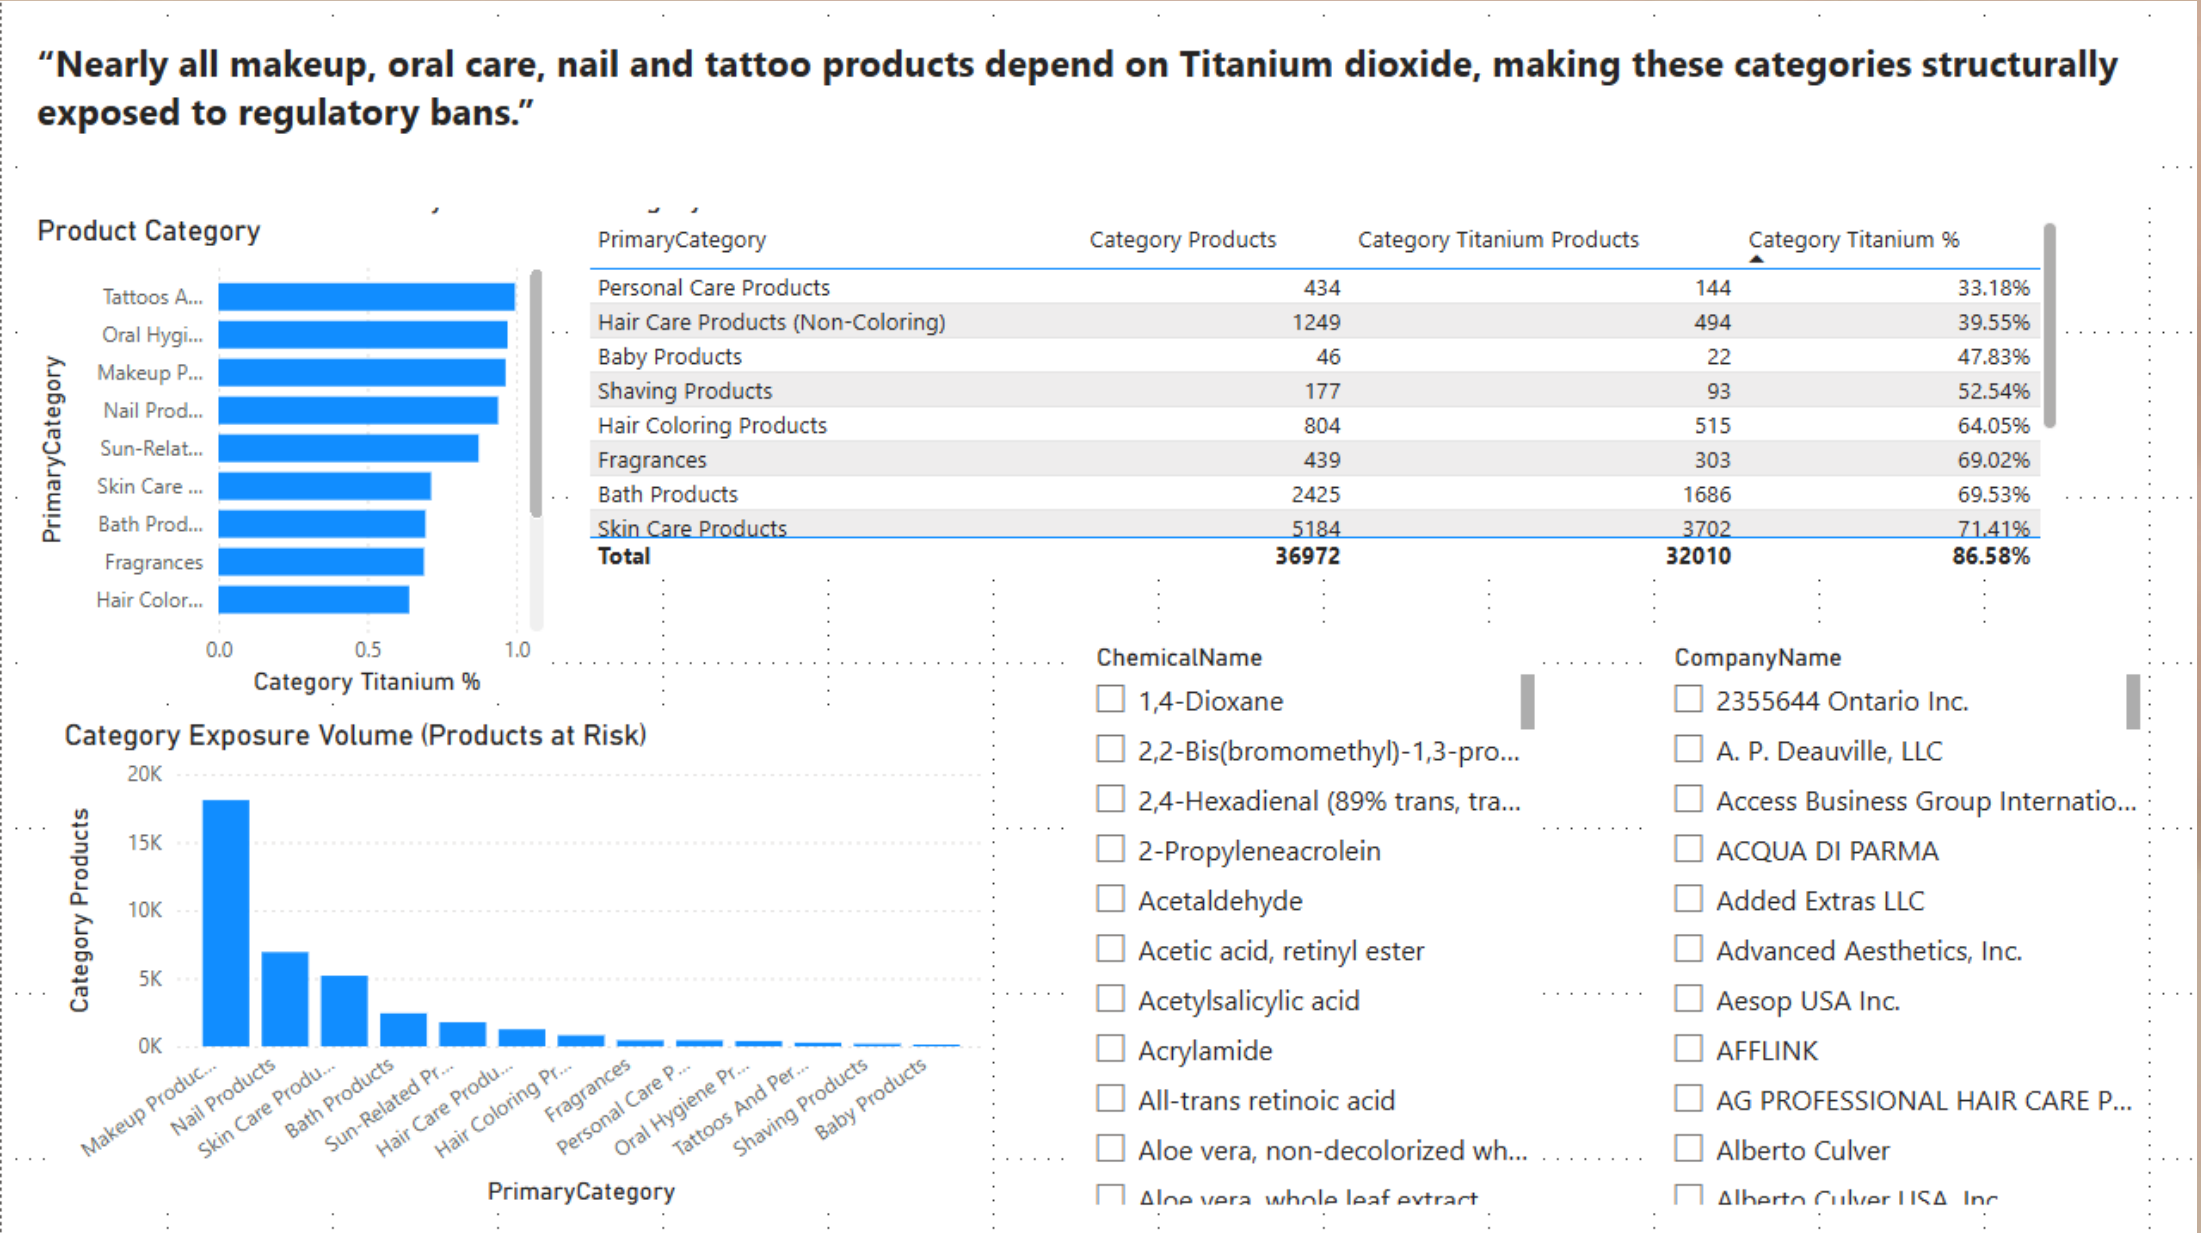 “Nearly all makeup, oral care, nail and tattoo products depend on Titanium dioxide, making these categories structurally
exposed to regulatory bans.”
Product Category
PrimaryCategory
Tattoos A...
Oral Hygi...
Makeup P...
Nail Prod...
Sun-Relat...
Skin Care ...
Bath Prod...
Fragrances
Hair Color...
0.0 0.5 1.0
Category Titanium %
PrimaryCategory Category Products Category Titanium Products Category Titanium %
Personal Care Products 434 144 33.18%
Hair Care Products (Non-Coloring) 1249 494 39.55%
Baby Products 46 22 47.83%
Shaving Products 177 93 52.54%
Hair Coloring Products 804 515 64.05%
Fragrances 439 303 69.02%
Bath Products 2425 1686 69.53%
Skin Care Products 5184 3702 71.41%
Total 36972 32010 86.58%
Category Exposure Volume (Products at Risk)
Category Products
20K
15K
10K
5K
0K
Makeup Produc...
Nail Products
Skin Care Produ...
Bath Products
Sun-Related Pr...
Hair Care Produ...
Hair Coloring Pr...
Fragrances
Personal Care P...
Oral Hygiene Pr...
Tattoos And Per...
Shaving Products
Baby Products
PrimaryCategory
ChemicalName
1,4-Dioxane
2,2-Bis(bromomethyl)-1,3-pro...
2,4-Hexadienal (89% trans, tra...
2-Propyleneacrolein
Acetaldehyde
Acetic acid, retinyl ester
Acetylsalicylic acid
Acrylamide
All-trans retinoic acid
Aloe vera, non-decolorized wh...
Aloe vera, whole leaf extract
CompanyName
2355644 Ontario Inc.
A. P. Deauville, LLC
Access Business Group Internatio...
ACQUA DI PARMA
Added Extras LLC
Advanced Aesthetics, Inc.
Aesop USA Inc.
AFFLINK
AG PROFESSIONAL HAIR CARE P...
Alberto Culver
Alberto Culver USA, Inc